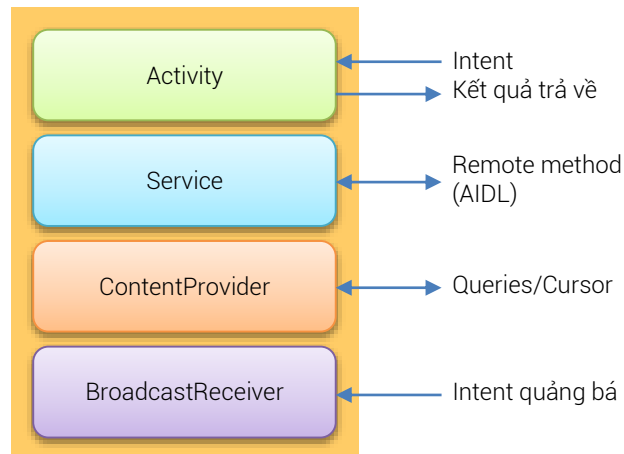 Activity
Intent
Kết quả trả về
Service
Remote method
(AIDL)
ContentProvider
Queries/Cursor
BroadcastReceiver
Intent quảng bá